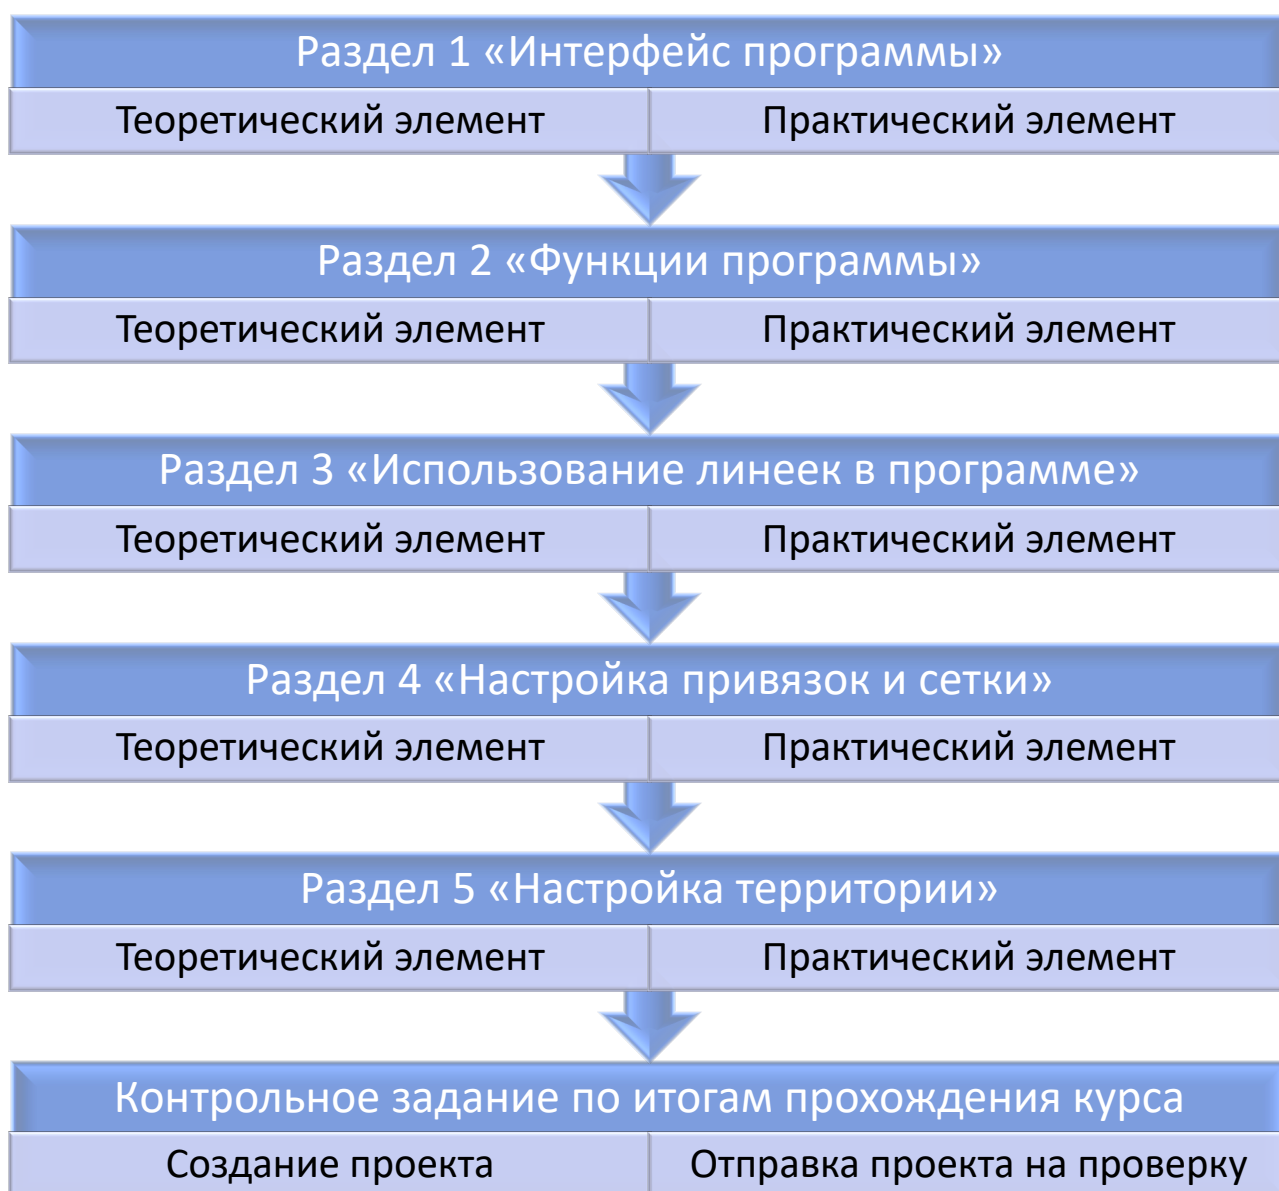 Раздел 1 «Интерфейс программы»
Теоретический элемент
Практический элемент
Раздел 2 «Функции программы»
Теоретический элемент
Практический элемент
Раздел 3 «Использование линеек в программе»
Теоретический элемент
Практический элемент
Раздел 4 «Настройка привязок и сетки»
Теоретический элемент
Практический элемент
Раздел 5 «Настройка территории»
Теоретический элемент
Практический элемент
Контрольное задание по итогам прохождения курса
Создание проекта
Отправка проекта на проверку